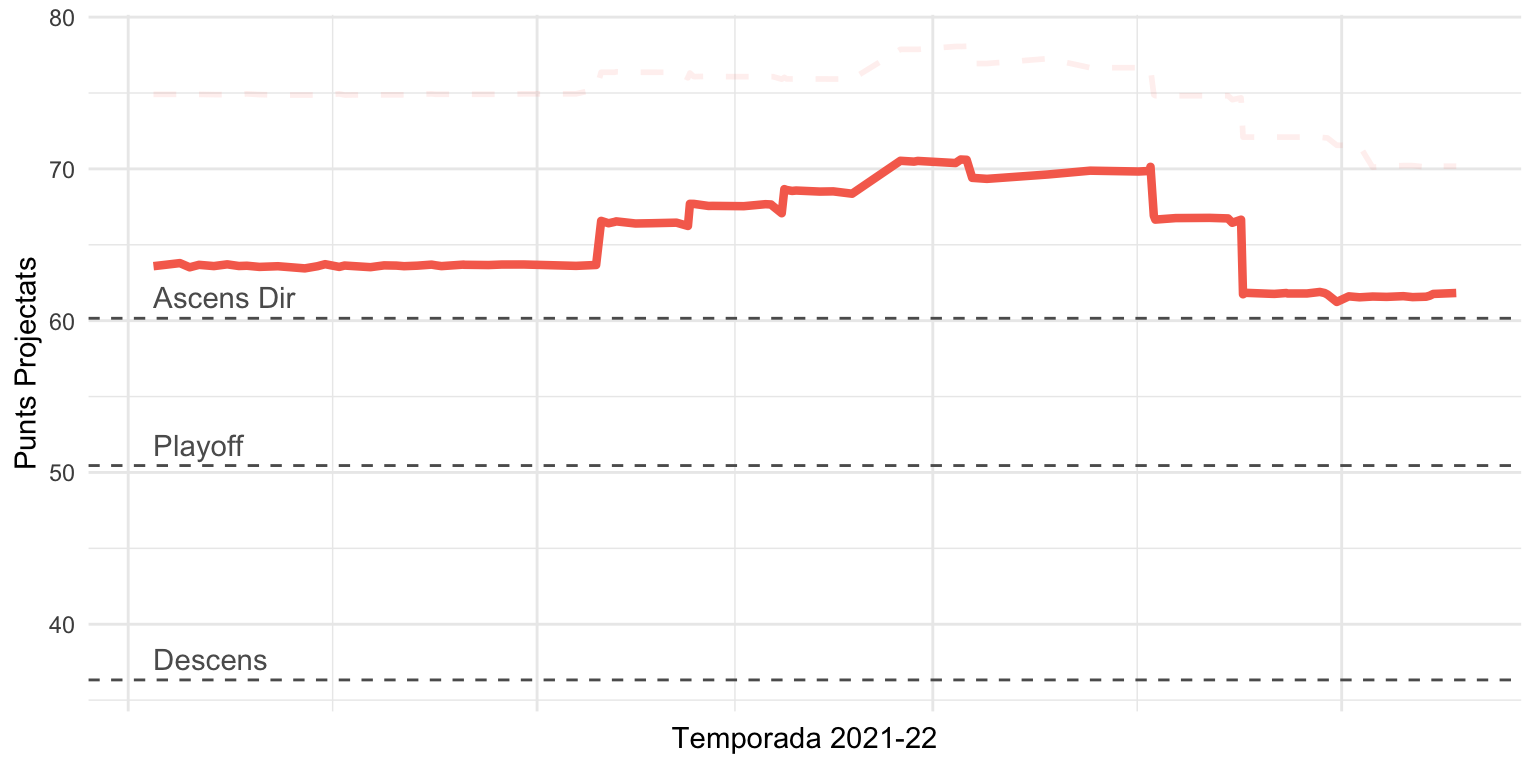 80
70
60
50
40
Punts Projectats
Ascens Dir
Playoff
Descens
Temporada 2021-22